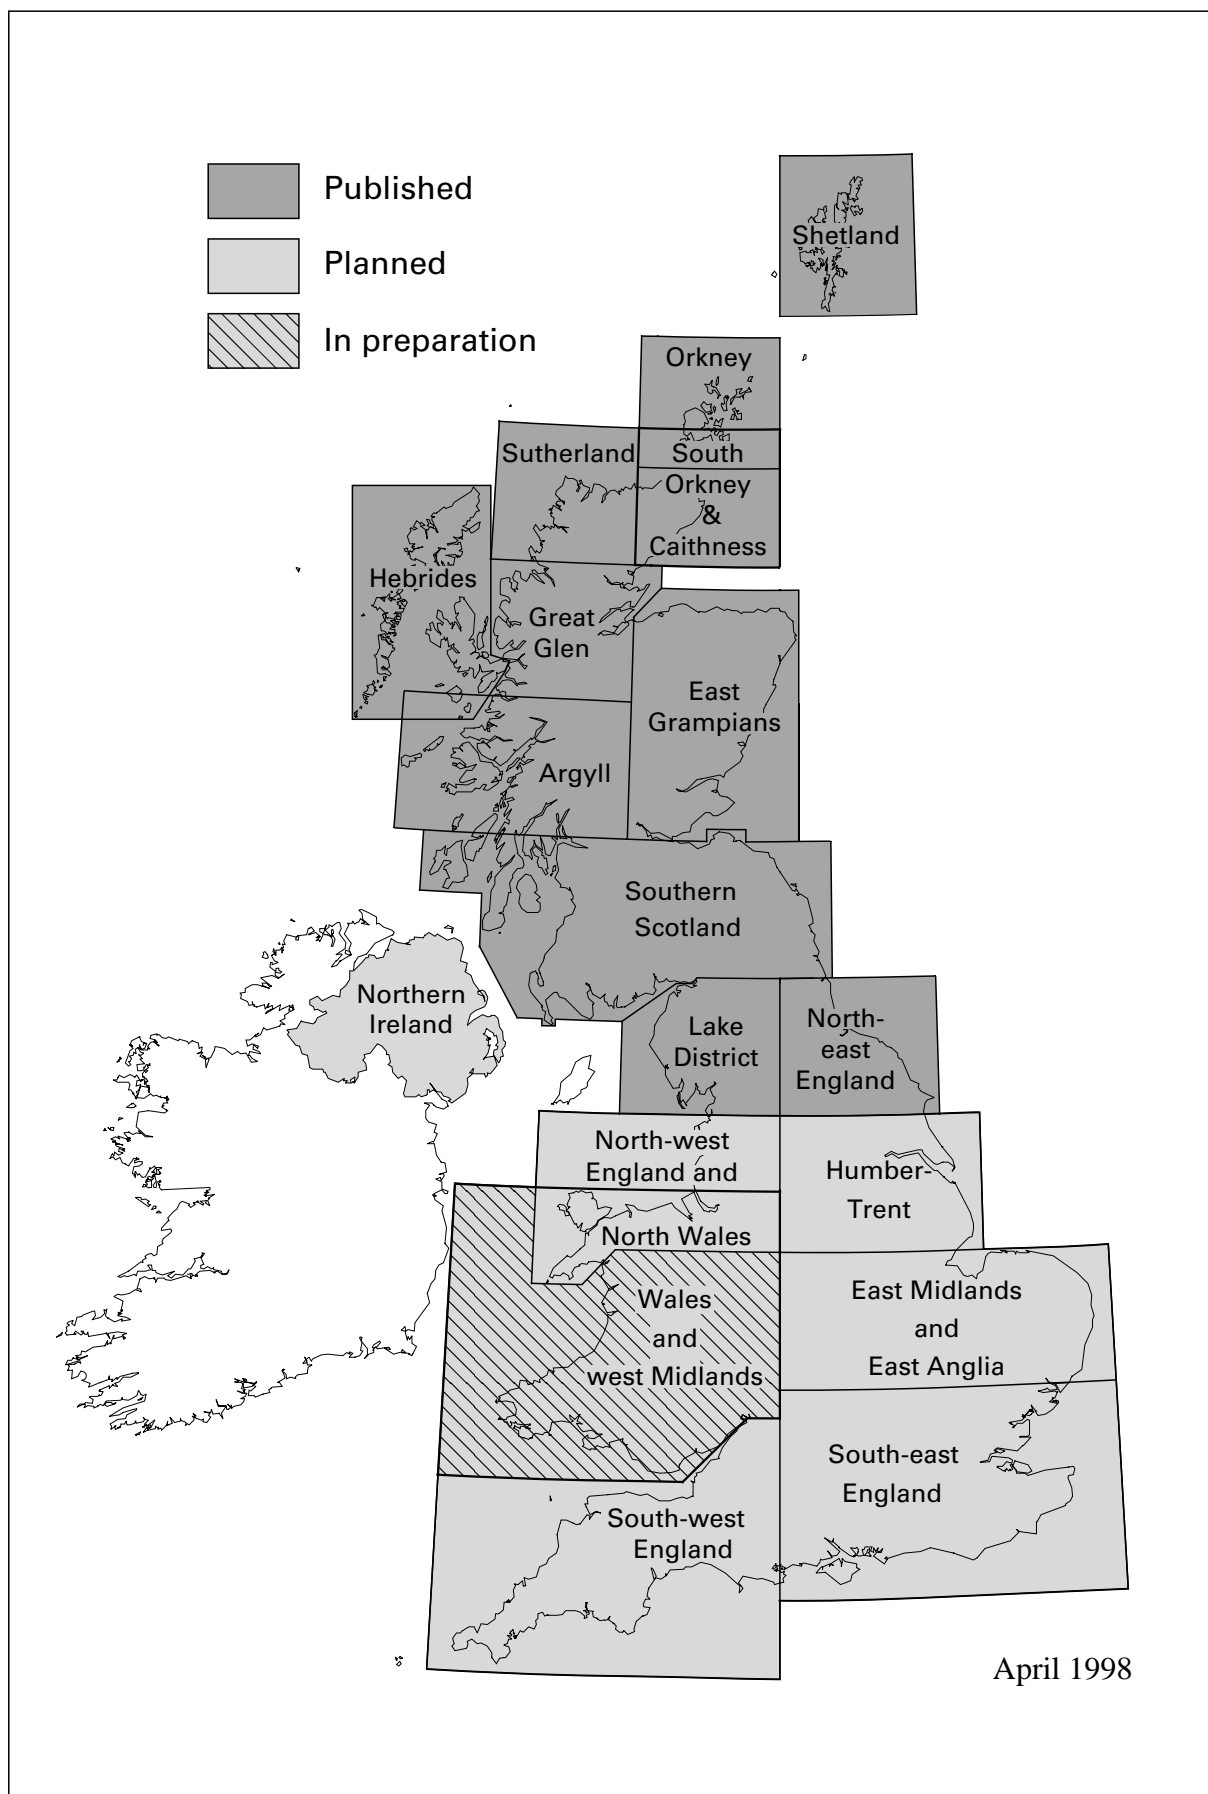 Published
Planned
In preparation
Shetland
Orkney
Sutherland
South
Orkney
&
Caithness
Hebrides
Great
Glen
East
Grampians
Argyll
Southern
Scotland
Northern
Ireland
Lake
District
North-
east
England
North-west
England and
North Wales
Humber-
Trent
Wales
and
west Midlands
East Midlands
and
East Anglia
South-east
England
South-west
England
April 1998